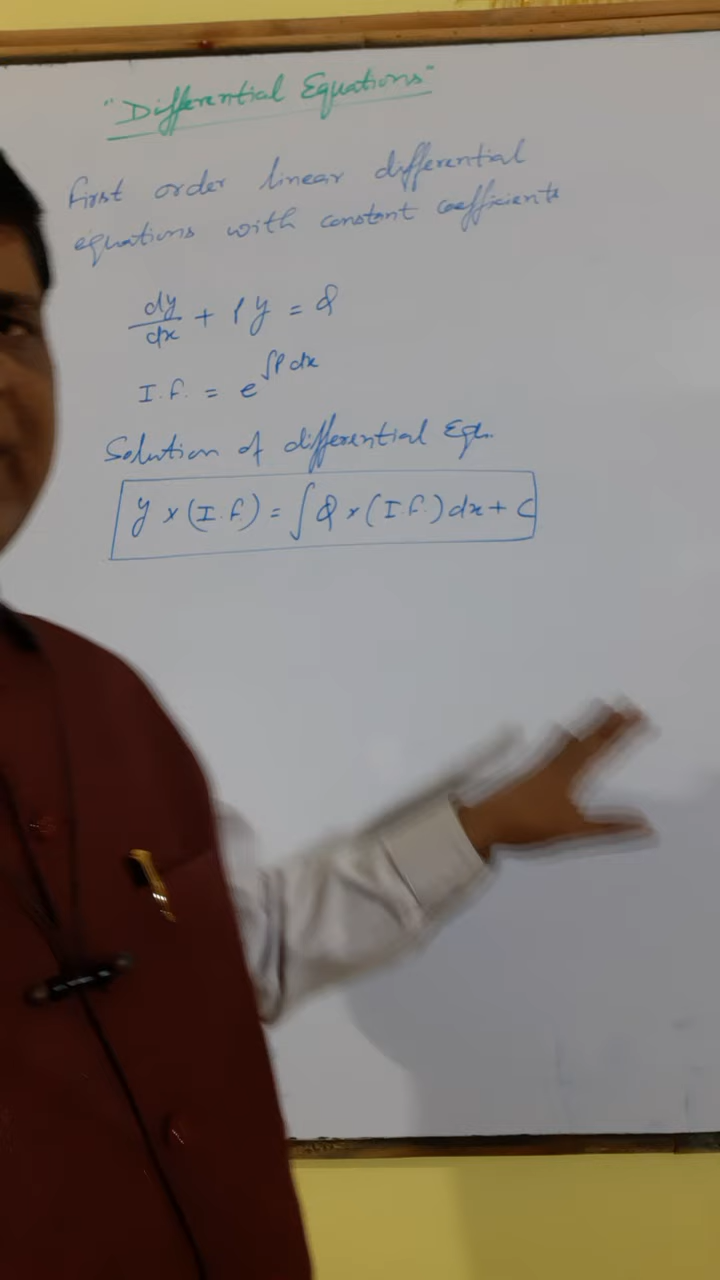 "Differential Equations"
First order linear differential
equations with constant coefficients
dy/dx + Py = Q
I.F. = e^∫P dx
Solution of differential Eqn.
y × (I.F.) = ∫Q × (I.F.) dx + C